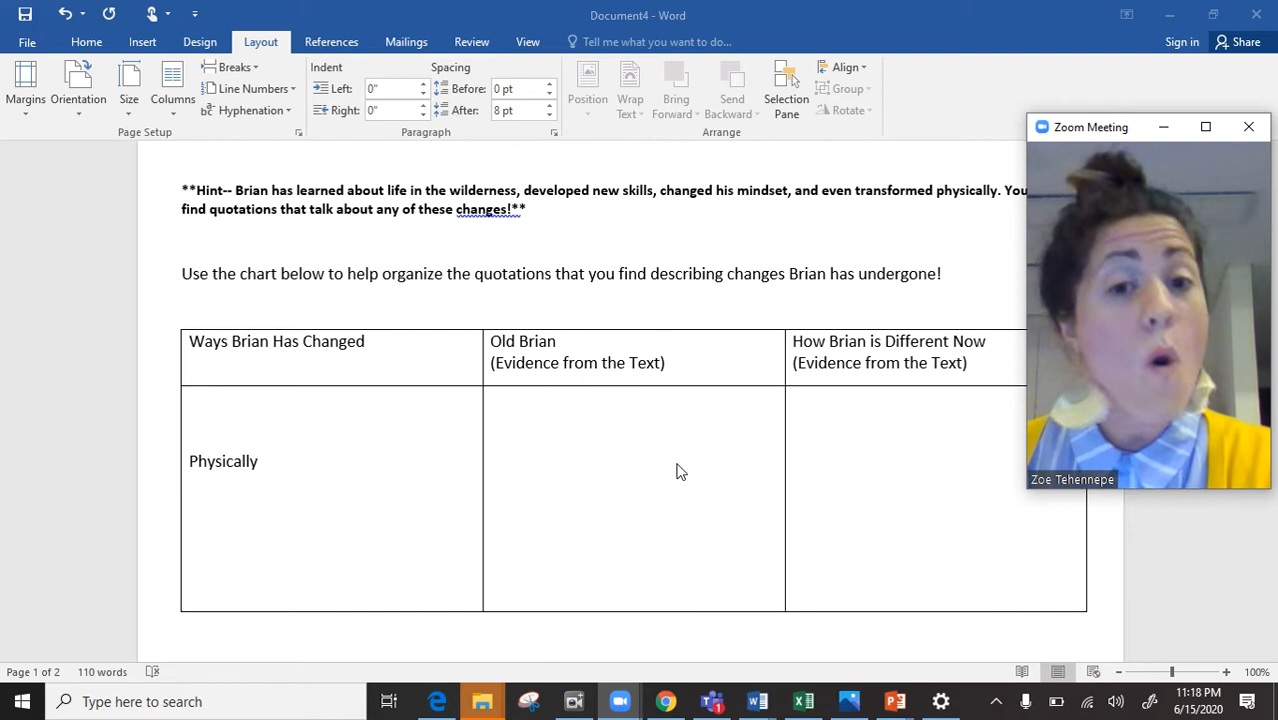 Document4 - Word
File
Home
Insert
Design
Layout
References
Mailings
Review
View
Tell me what you want to do...
Sign in
Share
Margins
Orientation
Size
Columns
Breaks
Line Numbers
Hyphenation
Page Setup
Indent
Left: 0"
Right: 0"
Spacing
Before: 0 pt
After: 8 pt
Paragraph
Position
Wrap Text
Bring Forward
Send Backward
Selection Pane
Align
Group
Rotate
Arrange
**Hint-- Brian has learned about life in the wilderness, developed new skills, changed his mindset, and even transformed physically. You
find quotations that talk about any of these changes!**
Use the chart below to help organize the quotations that you find describing changes Brian has undergone!
Ways Brian Has Changed
Old Brian
(Evidence from the Text)
How Brian is Different Now
(Evidence from the Text)
Physically
Zoom Meeting
Zoe Tehennepe
Page 1 of 2
110 words
100%
Type here to search
1
11:18 PM
6/15/2020